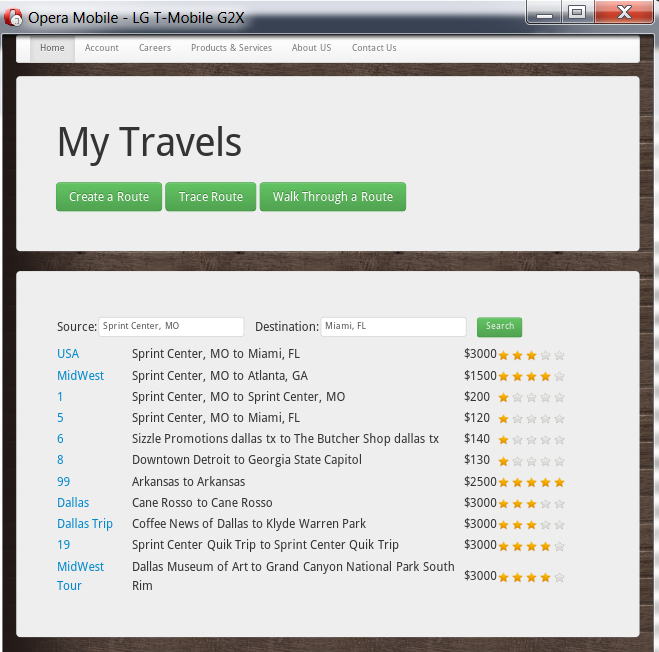 Opera Mobile - LG T-Mobile G2X
Home Account Careers Products & Services About US Contact Us
My Travels
Create a Route Trace Route Walk Through a Route
Source: Sprint Center, MO Destination: Miami, FL Search
USA Sprint Center, MO to Miami, FL $3000
MidWest Sprint Center, MO to Atlanta, GA $1500
1 Sprint Center, MO to Sprint Center, MO $200
5 Sprint Center, MO to Miami, FL $120
6 Sizzle Promotions dallas tx to The Butcher Shop dallas tx $140
8 Downtown Detroit to Georgia State Capitol $130
99 Arkansas to Arkansas $2500
Dallas Cane Rosso to Cane Rosso $3000
Dallas Trip Coffee News of Dallas to Klyde Warren Park $3000
19 Sprint Center Quik Trip to Sprint Center Quik Trip $3000
MidWest Dallas Museum of Art to Grand Canyon National Park South $3000
Tour Rim